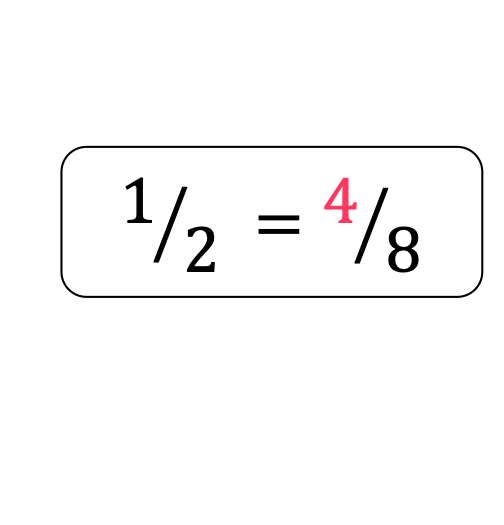 1/2 = 4/8